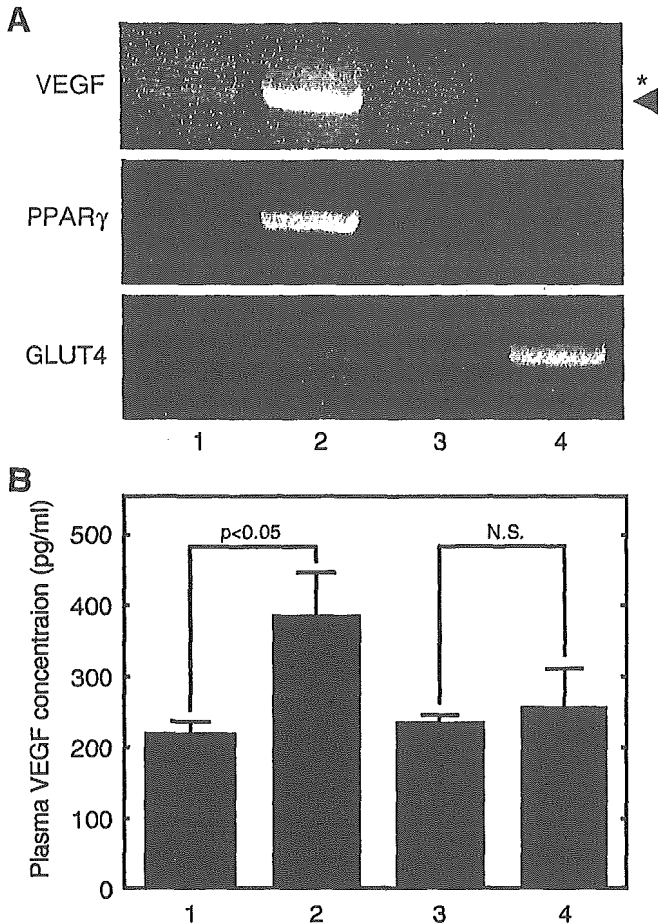 A
VEGF
*
PPARγ
GLUT4
1 2 3 4
B
Plasma VEGF concentraion (pg/ml)
500
400
300
200
100
0
p<0.05
N.S.
1 2 3 4